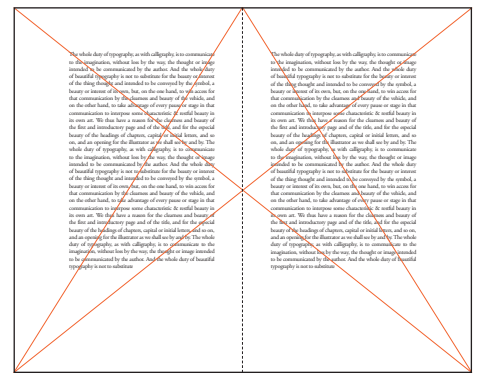 The whole duty of typography, as with calligraphy, is to communicate
to the imagination, without loss by the way, the thought or image
intended to be communicated by the author. And the whole duty
of beautiful typography is not to substitute for the beauty or interest
of the thing thought and intended to be conveyed by the symbol, a
beauty or interest of its own, but, on the one hand, to win access for
that communication by the clearness and beauty of the vehicle, and
on the other hand, to take advantage of every pause or stage in that
communication to interpose some characteristic & restful beauty in
its own art. We thus have a reason for the clearness and beauty of
the first and introductory page and of the title, and for the especial
beauty of the headings of chapters, capital or initial letters, and so
on, and an opening for the illustrator as we shall see by and by. The
whole duty of typography, as with calligraphy, is to communicate
to the imagination, without loss by the way, the thought or image
intended to be communicated by the author. And the whole duty
of beautiful typography is not to substitute for the beauty or interest
of the thing thought and intended to be conveyed by the symbol, a
beauty or interest of its own, but, on the one hand, to win access for
that communication by the clearness and beauty of the vehicle, and
on the other hand, to take advantage of every pause or stage in that
communication to interpose some characteristic & restful beauty in
its own art. We thus have a reason for the clearness and beauty of
the first and introductory page and of the title, and for the especial
beauty of the headings of chapters, capital or initial letters, and so on,
and an opening for the illustrator as we shall see by and by. The whole
duty of typography, as with calligraphy, is to communicate to the
imagination, without loss by the way, the thought or image intended
to be communicated by the author. And the whole duty of beautiful
typography is not to substitute
The whole duty of typography, as with calligraphy, is to communicate
to the imagination, without loss by the way, the thought or image
intended to be communicated by the author. And the whole duty
of beautiful typography is not to substitute for the beauty or interest
of the thing thought and intended to be conveyed by the symbol, a
beauty or interest of its own, but, on the one hand, to win access for
that communication by the clearness and beauty of the vehicle, and
on the other hand, to take advantage of every pause or stage in that
communication to interpose some characteristic & restful beauty in
its own art. We thus have a reason for the clearness and beauty of
the first and introductory page and of the title, and for the especial
beauty of the headings of chapters, capital or initial letters, and so
on, and an opening for the illustrator as we shall see by and by. The
whole duty of typography, as with calligraphy, is to communicate
to the imagination, without loss by the way, the thought or image
intended to be communicated by the author. And the whole duty
of beautiful typography is not to substitute for the beauty or interest
of the thing thought and intended to be conveyed by the symbol, a
beauty or interest of its own, but, on the one hand, to win access for
that communication by the clearness and beauty of the vehicle, and
on the other hand, to take advantage of every pause or stage in that
communication to interpose some characteristic & restful beauty in
its own art. We thus have a reason for the clearness and beauty of
the first and introductory page and of the title, and for the especial
beauty of the headings of chapters, capital or initial letters, and so on,
and an opening for the illustrator as we shall see by and by. The whole
duty of typography, as with calligraphy, is to communicate to the
imagination, without loss by the way, the thought or image intended
to be communicated by the author. And the whole duty of beautiful
typography is not to substitute